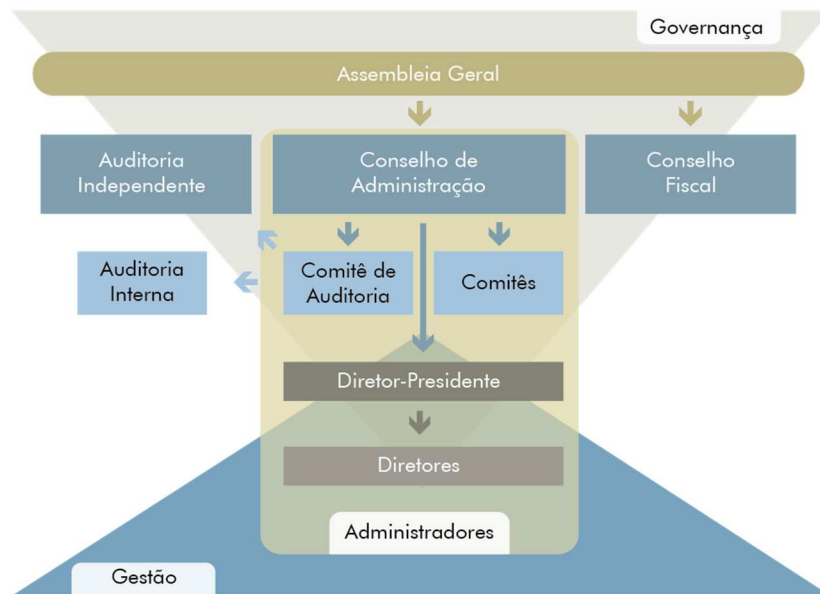 Governança
Assembleia Geral
Auditoria
Independente
Conselho de
Administração
Conselho
Fiscal
Auditoria
Interna
Comitê de
Auditoria
Comitês
Diretor-Presidente
Diretores
Administradores
Gestão